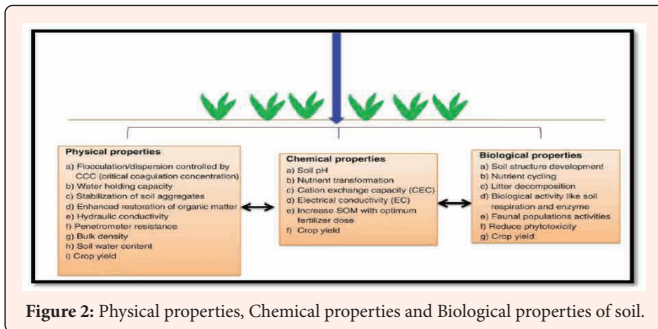 Physical properties
a) Flocculation/dispersion controlled by
CCC (critical coagulation concentration)
b) Water holding capacity
c) Stabilization of soil aggregates
d) Enhanced restoration of organic matter
e) Hydraulic conductivity
f) Penetrometer resistance
g) Bulk density
h) Soil water content
i) Crop yield
Chemical properties
a) Soil pH
b) Nutrient transformation
c) Cation exchange capacity (CEC)
d) Electrical conductivity (EC)
e) Increase SOM with optimum
fertilizer dose
f) Crop yield
Biological properties
a) Soil structure development
b) Nutrient cycling
c) Litter decomposition
d) Biological activity like soil
respiration and enzyme
e) Faunal populations activities
f) Reduce phytotoxicity
g) Crop yield
Figure 2: Physical properties, Chemical properties and Biological properties of soil.